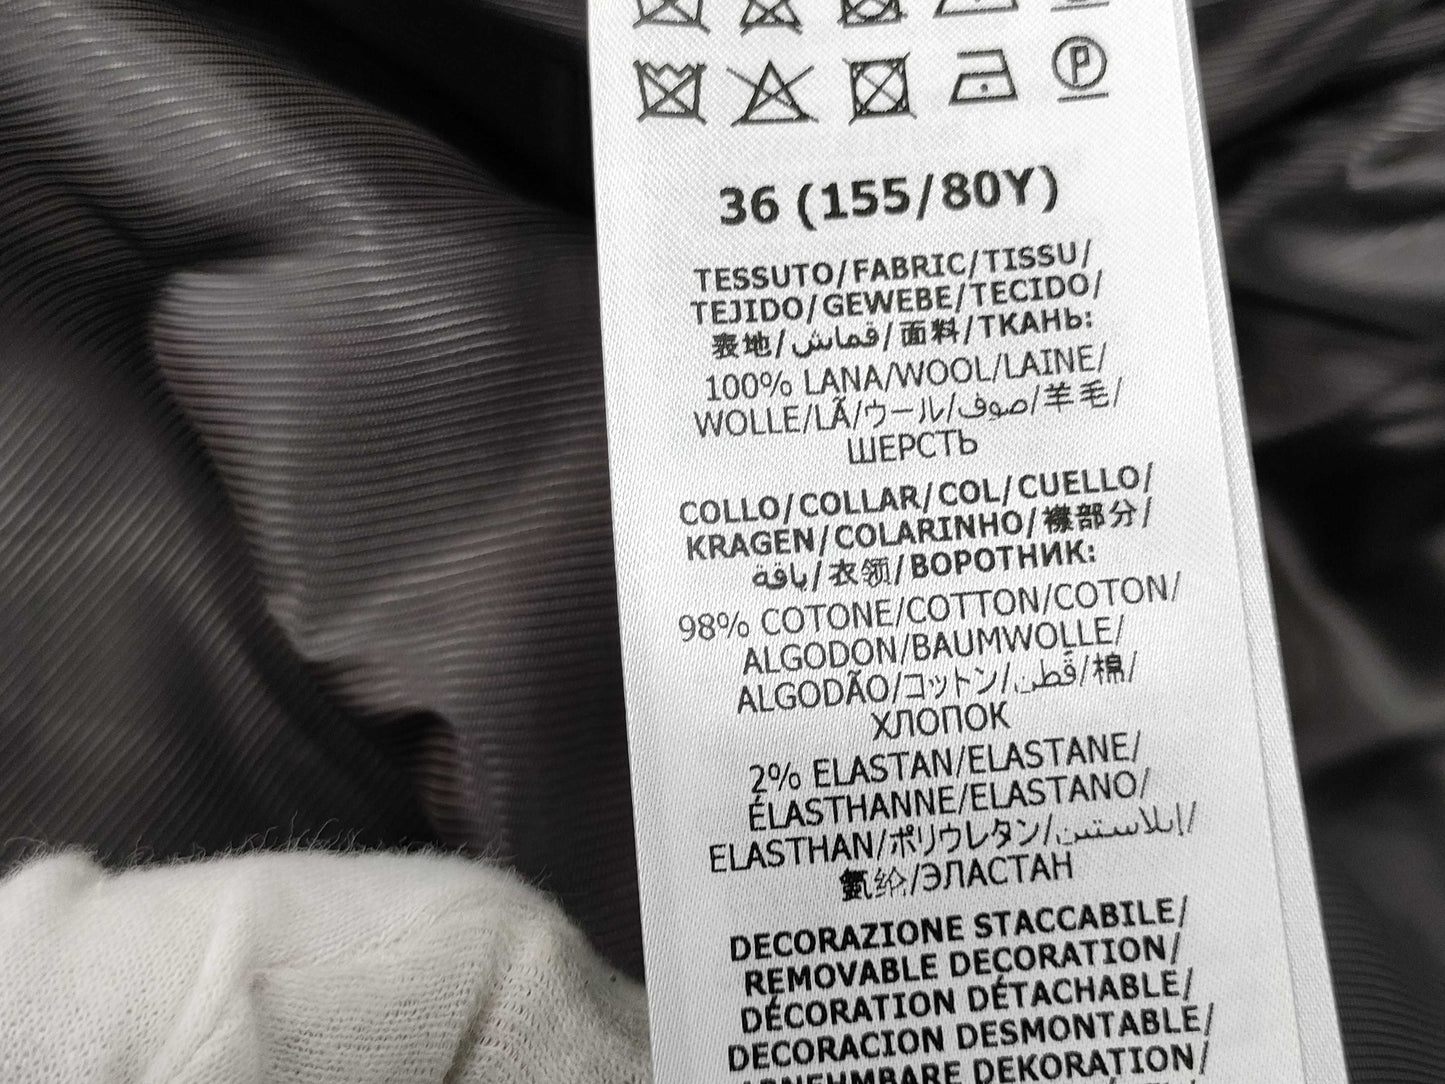 36 (155/80Y)
TESSUTO/FABRIC/TISSU/
TEJIDO/GEWEBE/TECIDO/
表地/قماش/面料/ТКАНЬ:
100% LANA/WOOL/LAINE/
WOLLE/LÃ/ウール/صوف/羊毛/
ШЕРСТЬ
COLLO/COLLAR/COL/CUELLO/
KRAGEN/COLARINHO/襟部分/
ياقة/衣领/ВОРОТНИК:
98% COTONE/COTTON/COTON/
ALGODON/BAUMWOLLE/
ALGODÃO/コットン/قطن/棉/
ХЛОПОК
2% ELASTAN/ELASTANE/
ÉLASTHANNE/ELASTANO/
ELASTHAN/ポリウレタン/إيلاستين/
氨纶/ЭЛАСТАН
DECORAZIONE STACCABILE/
REMOVABLE DECORATION/
DÉCORATION DÉTACHABLE/
DECORACION DESMONTABLE/
ABNEHMBARE DEKORATION/